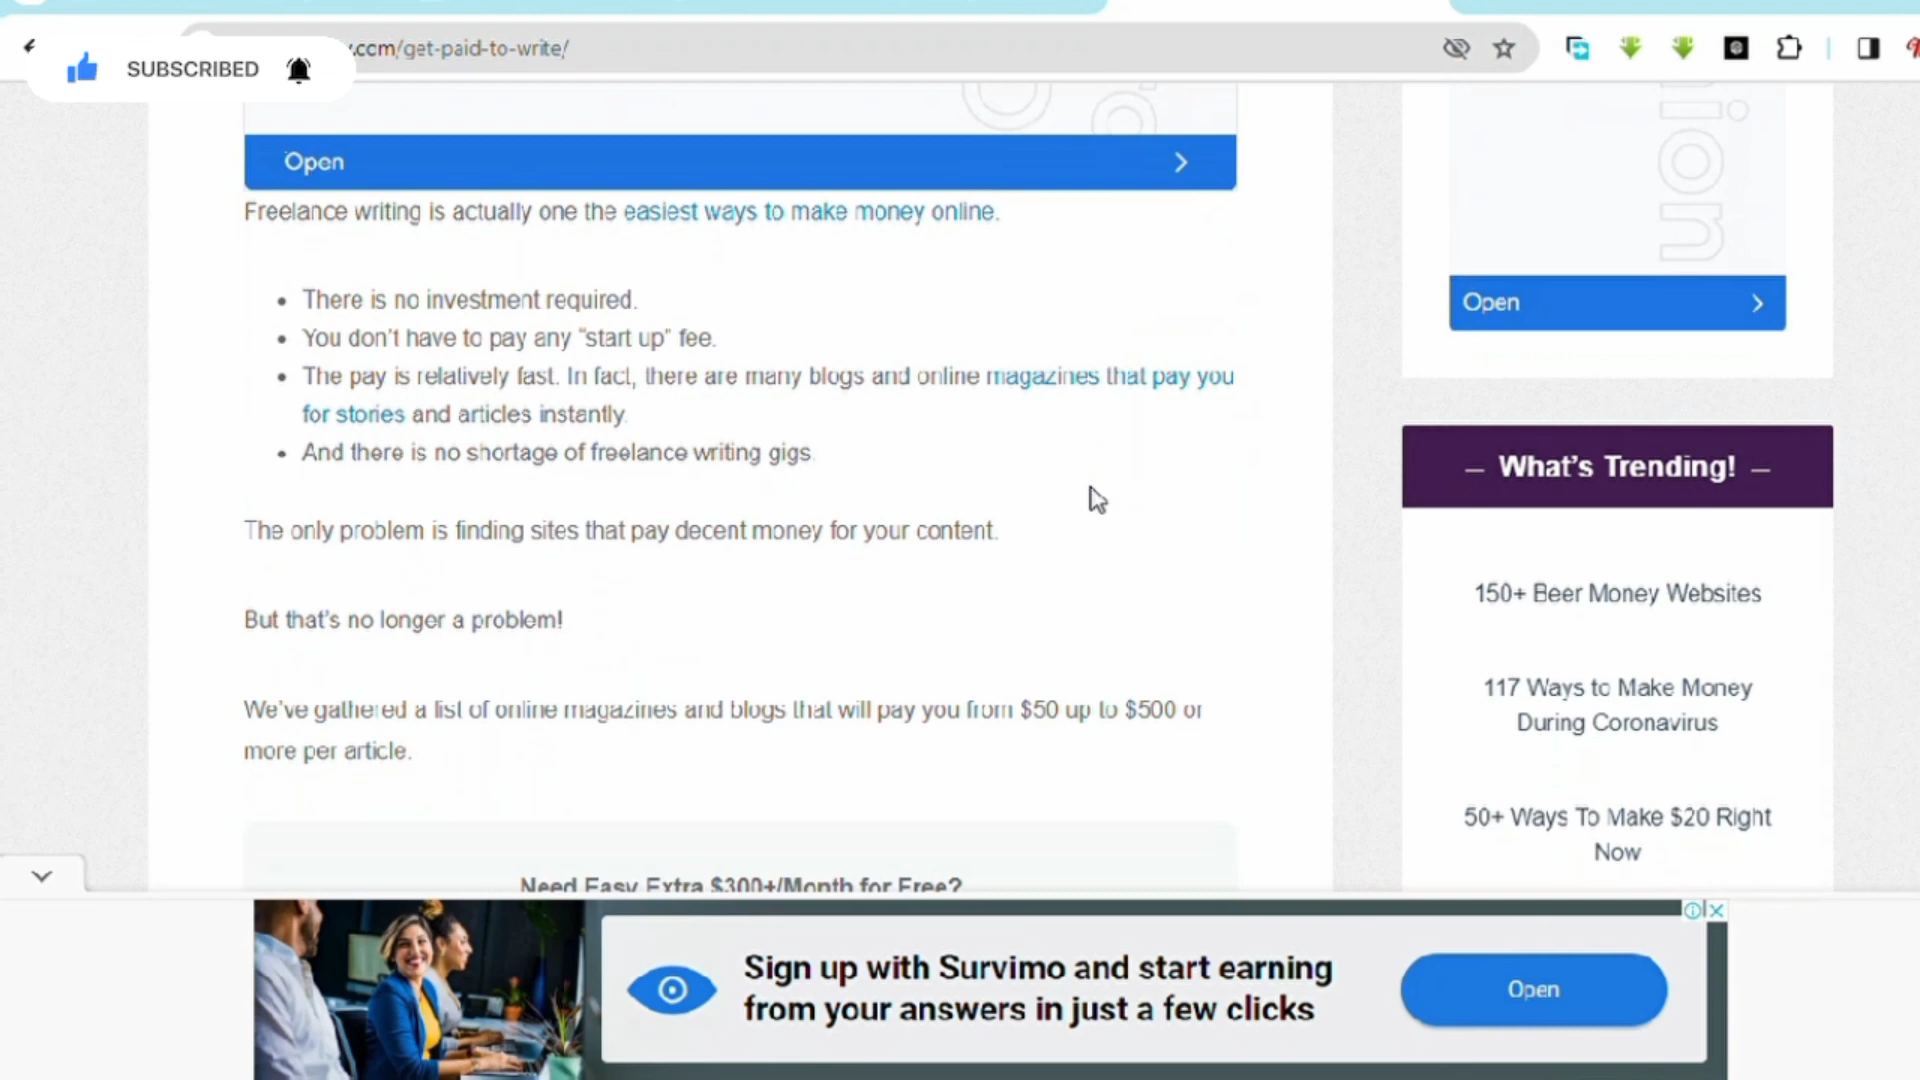 SUBSCRIBED
.com/get-paid-to-write/
Open
Freelance writing is actually one the easiest ways to make money online.
• There is no investment required.
• You don't have to pay any “start up” fee.
• The pay is relatively fast. In fact, there are many blogs and online magazines that pay you
for stories and articles instantly.
• And there is no shortage of freelance writing gigs.
The only problem is finding sites that pay decent money for your content.
But that's no longer a problem!
We've gathered a list of online magazines and blogs that will pay you from $50 up to $500 or
more per article.
Need Easy Extra $300+/Month for Free?
Open
— What's Trending! —
150+ Beer Money Websites
117 Ways to Make Money
During Coronavirus
50+ Ways To Make $20 Right
Now
Sign up with Survimo and start earning
from your answers in just a few clicks
Open